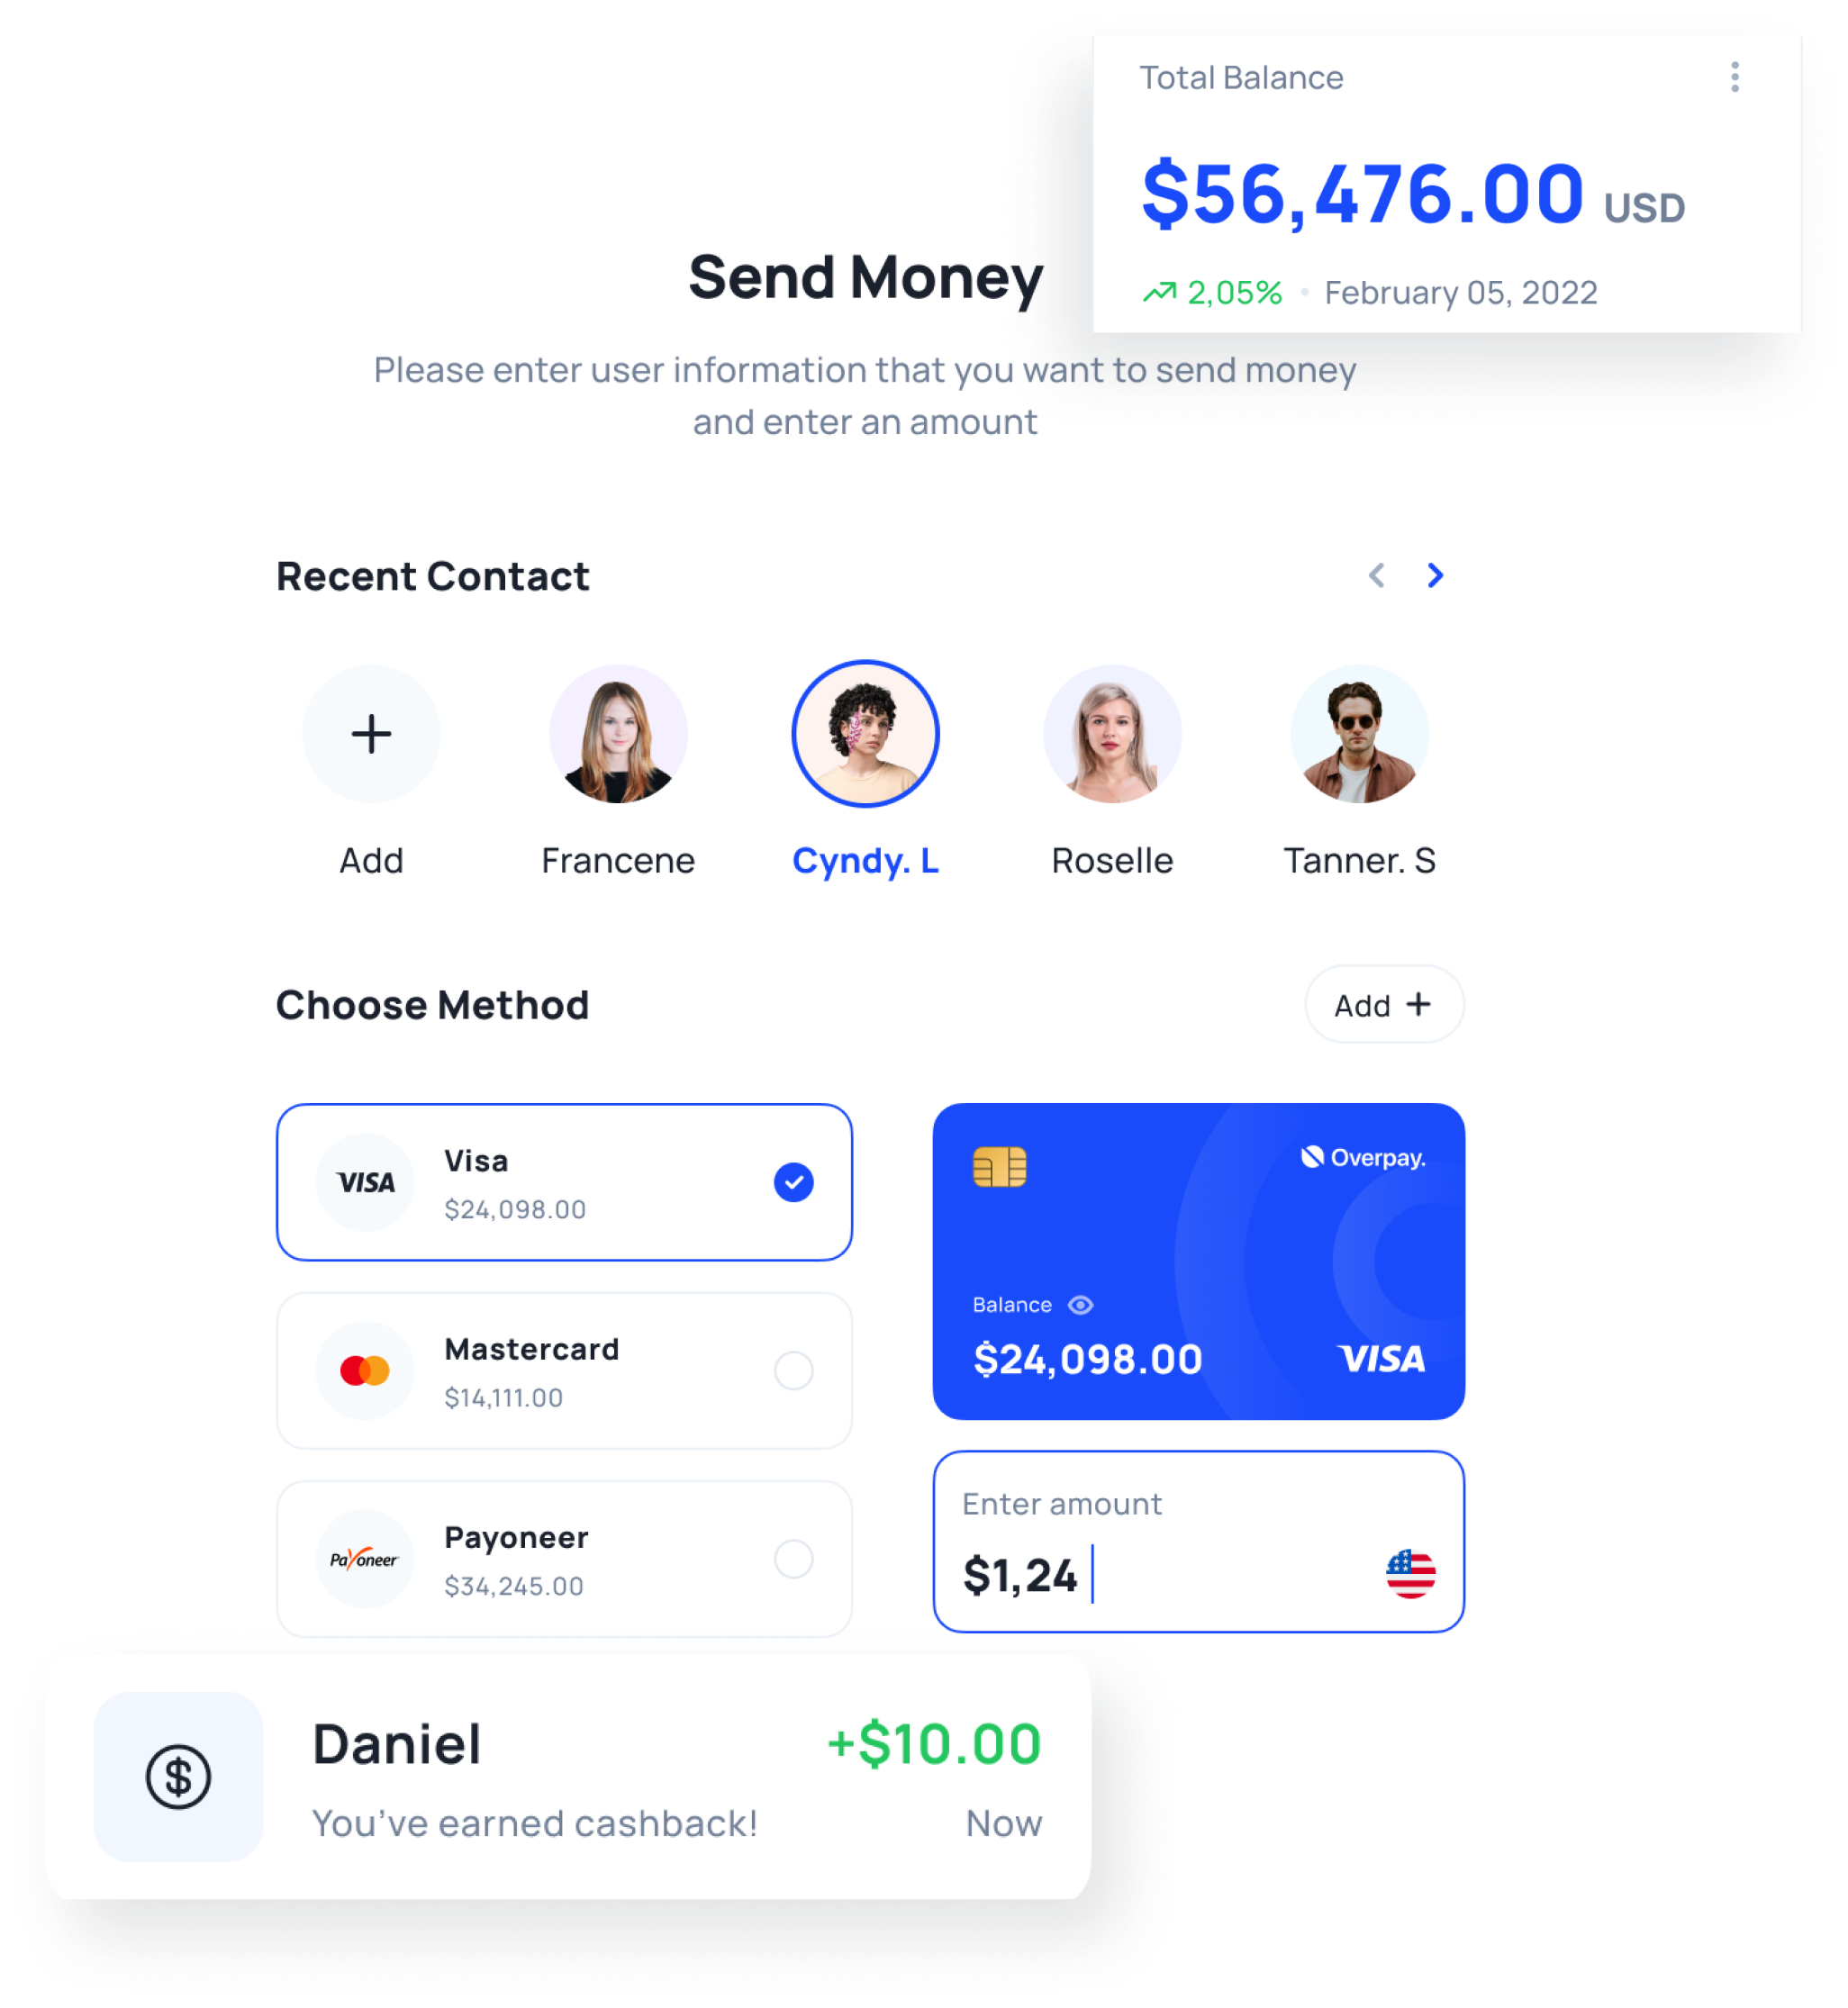 Total Balance
$56,476.00 USD
2,05% • February 05, 2022
Send Money
Please enter user information that you want to send money
and enter an amount
Recent Contact
Add
Francene
Cyndy. L
Roselle
Tanner. S
Choose Method
Add +
VISA
Visa
$24,098.00
Mastercard
$14,111.00
Payoneer
Payoneer
$34,245.00
Overpay.
Balance
$24,098.00
VISA
Enter amount
$1,24
Daniel
+$10.00
You’ve earned cashback!
Now